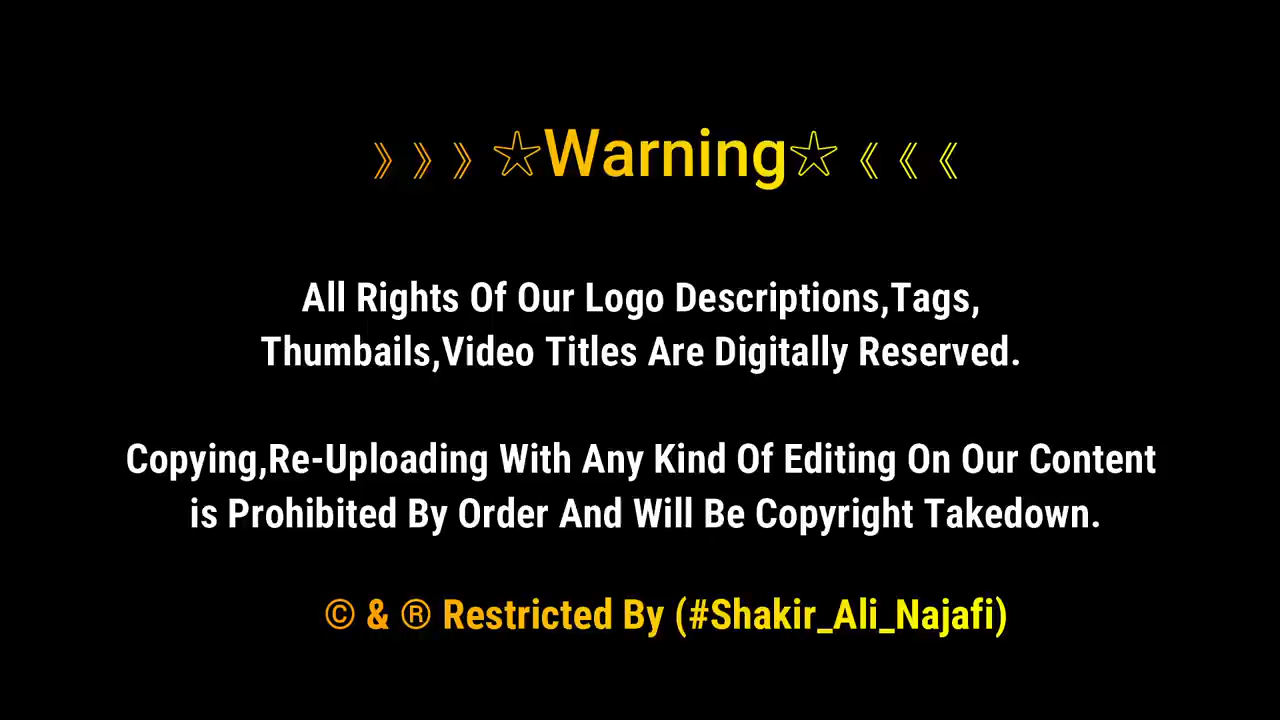 》》》☆Warning☆《《《
All Rights Of Our Logo Descriptions,Tags,
Thumbails,Video Titles Are Digitally Reserved.
Copying,Re-Uploading With Any Kind Of Editing On Our Content
is Prohibited By Order And Will Be Copyright Takedown.
© & ® Restricted By (#Shakir_Ali_Najafi)